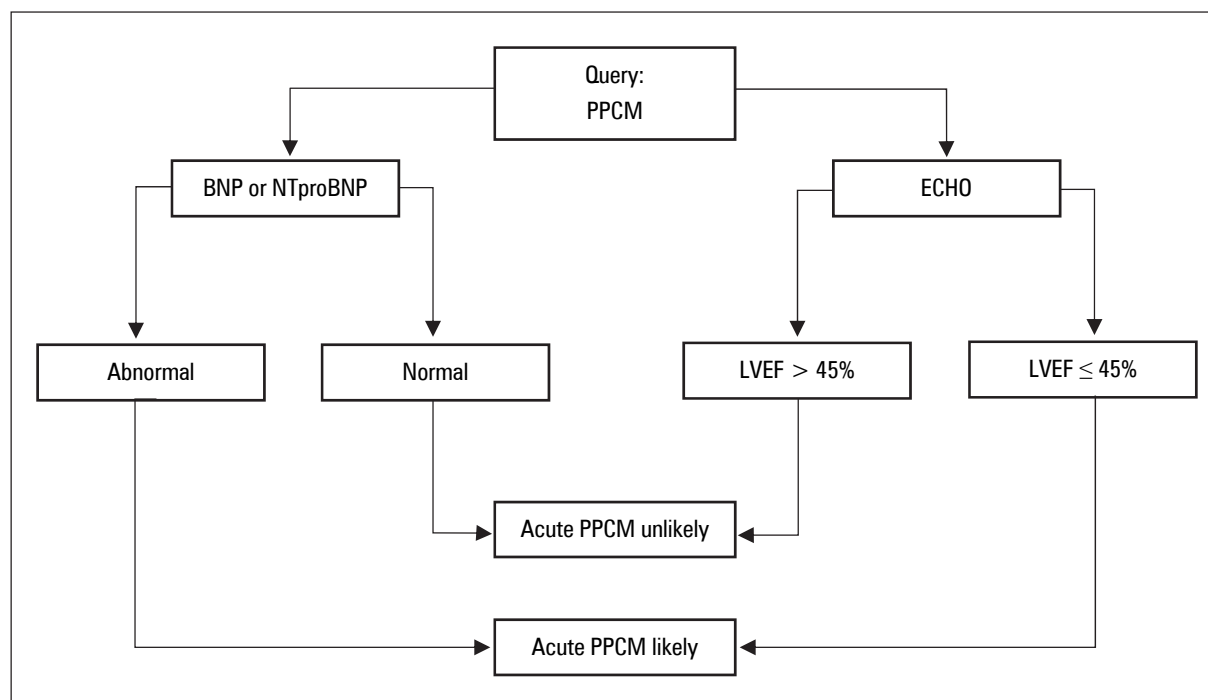 Query:
PPCM
BNP or NTproBNP
ECHO
Abnormal
Normal
LVEF > 45%
LVEF ≤ 45%
Acute PPCM unlikely
Acute PPCM likely